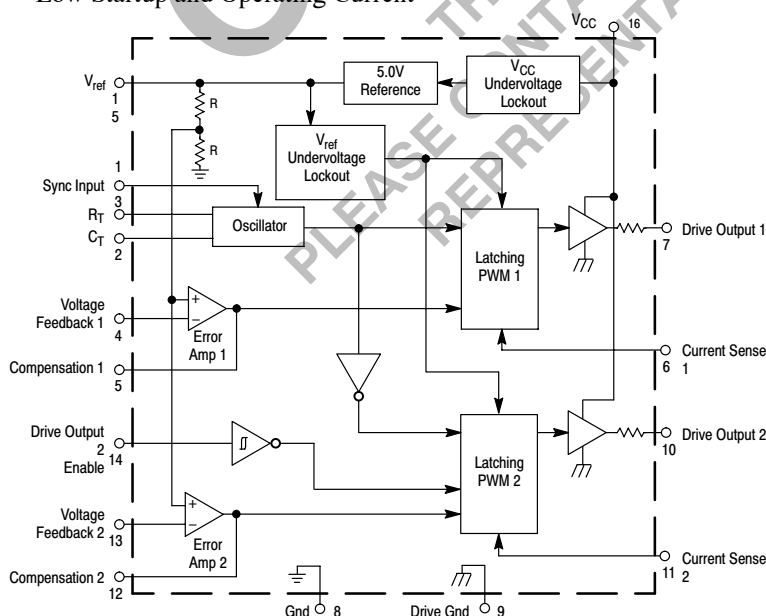 Low Startup and Operating Current
PLEASE CONTA
REPRESENTA
TH
VCC 16
Vref
1
5
R
R
5.0V
Reference
VCC
Undervoltage
Lockout
Vref
Undervoltage
Lockout
1
Sync Input
3
RT
CT
2
Oscillator
Latching
PWM 1
7
Drive Output 1
Voltage
Feedback 1
4
+
−
Error
Amp 1
Compensation 1
5
6
Current Sense
1
Drive Output
2
14
Enable
Latching
PWM 2
10
Drive Output 2
Voltage
Feedback 2
13
+
−
Error
Amp 2
Compensation 2
12
11
Current Sense
2
Gnd 8
Drive Gnd 9